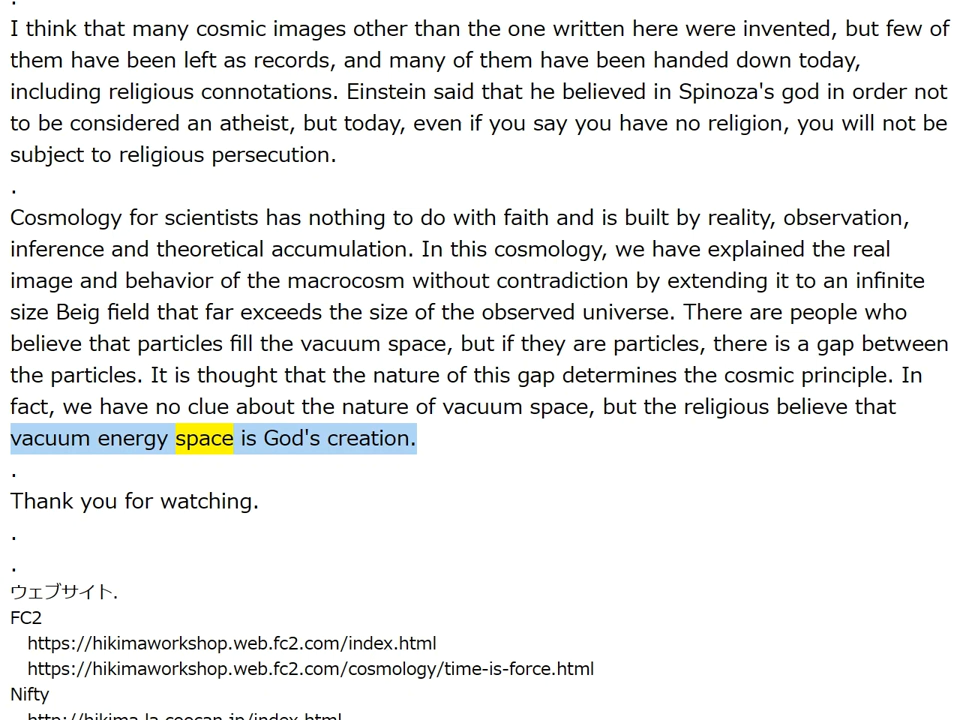 .
I think that many cosmic images other than the one written here were invented, but few of
them have been left as records, and many of them have been handed down today,
including religious connotations. Einstein said that he believed in Spinoza's god in order not
to be considered an atheist, but today, even if you say you have no religion, you will not be
subject to religious persecution.
.
Cosmology for scientists has nothing to do with faith and is built by reality, observation,
inference and theoretical accumulation. In this cosmology, we have explained the real
image and behavior of the macrocosm without contradiction by extending it to an infinite
size Beig field that far exceeds the size of the observed universe. There are people who
believe that particles fill the vacuum space, but if they are particles, there is a gap between
the particles. It is thought that the nature of this gap determines the cosmic principle. In
fact, we have no clue about the nature of vacuum space, but the religious believe that
vacuum energy space is God's creation.
.
Thank you for watching.
.
.
ウェブサイト.
FC2
https://hikimaworkshop.web.fc2.com/index.html
https://hikimaworkshop.web.fc2.com/cosmology/time-is-force.html
Nifty
http://hikima.la.coocan.jp/index.html